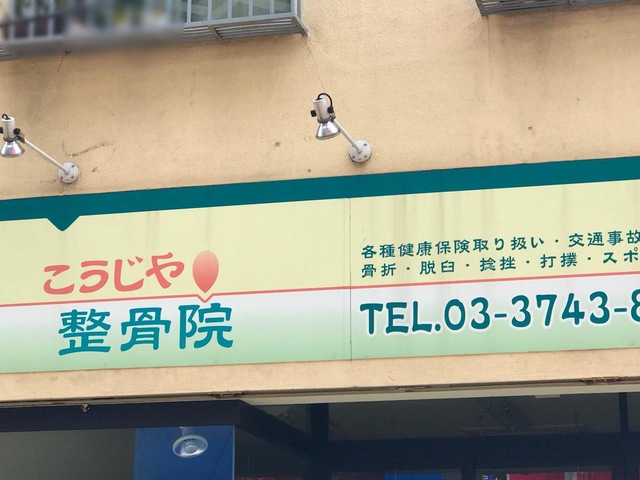 こうじや
整骨院
各種健康保険取り扱い・交通事故
骨折・脱臼・捻挫・打撲・スポ
TEL.03-3743-8